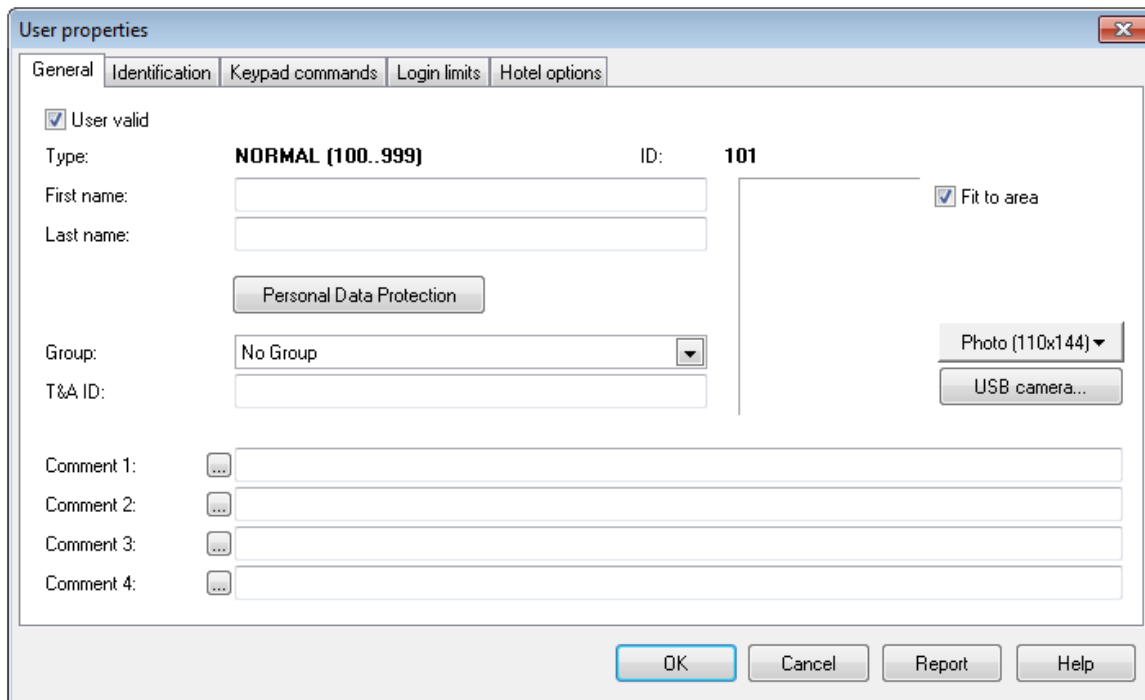 User properties
General Identification Keypad commands Login limits Hotel options
User valid
Type: NORMAL (100..999) ID: 101
First name: Fit to area
Last name:
Personal Data Protection
Photo (110x144)
Group: No Group
USB camera...
T&A ID:
Comment 1: ...
Comment 2: ...
Comment 3: ...
Comment 4: ...
OK Cancel Report Help